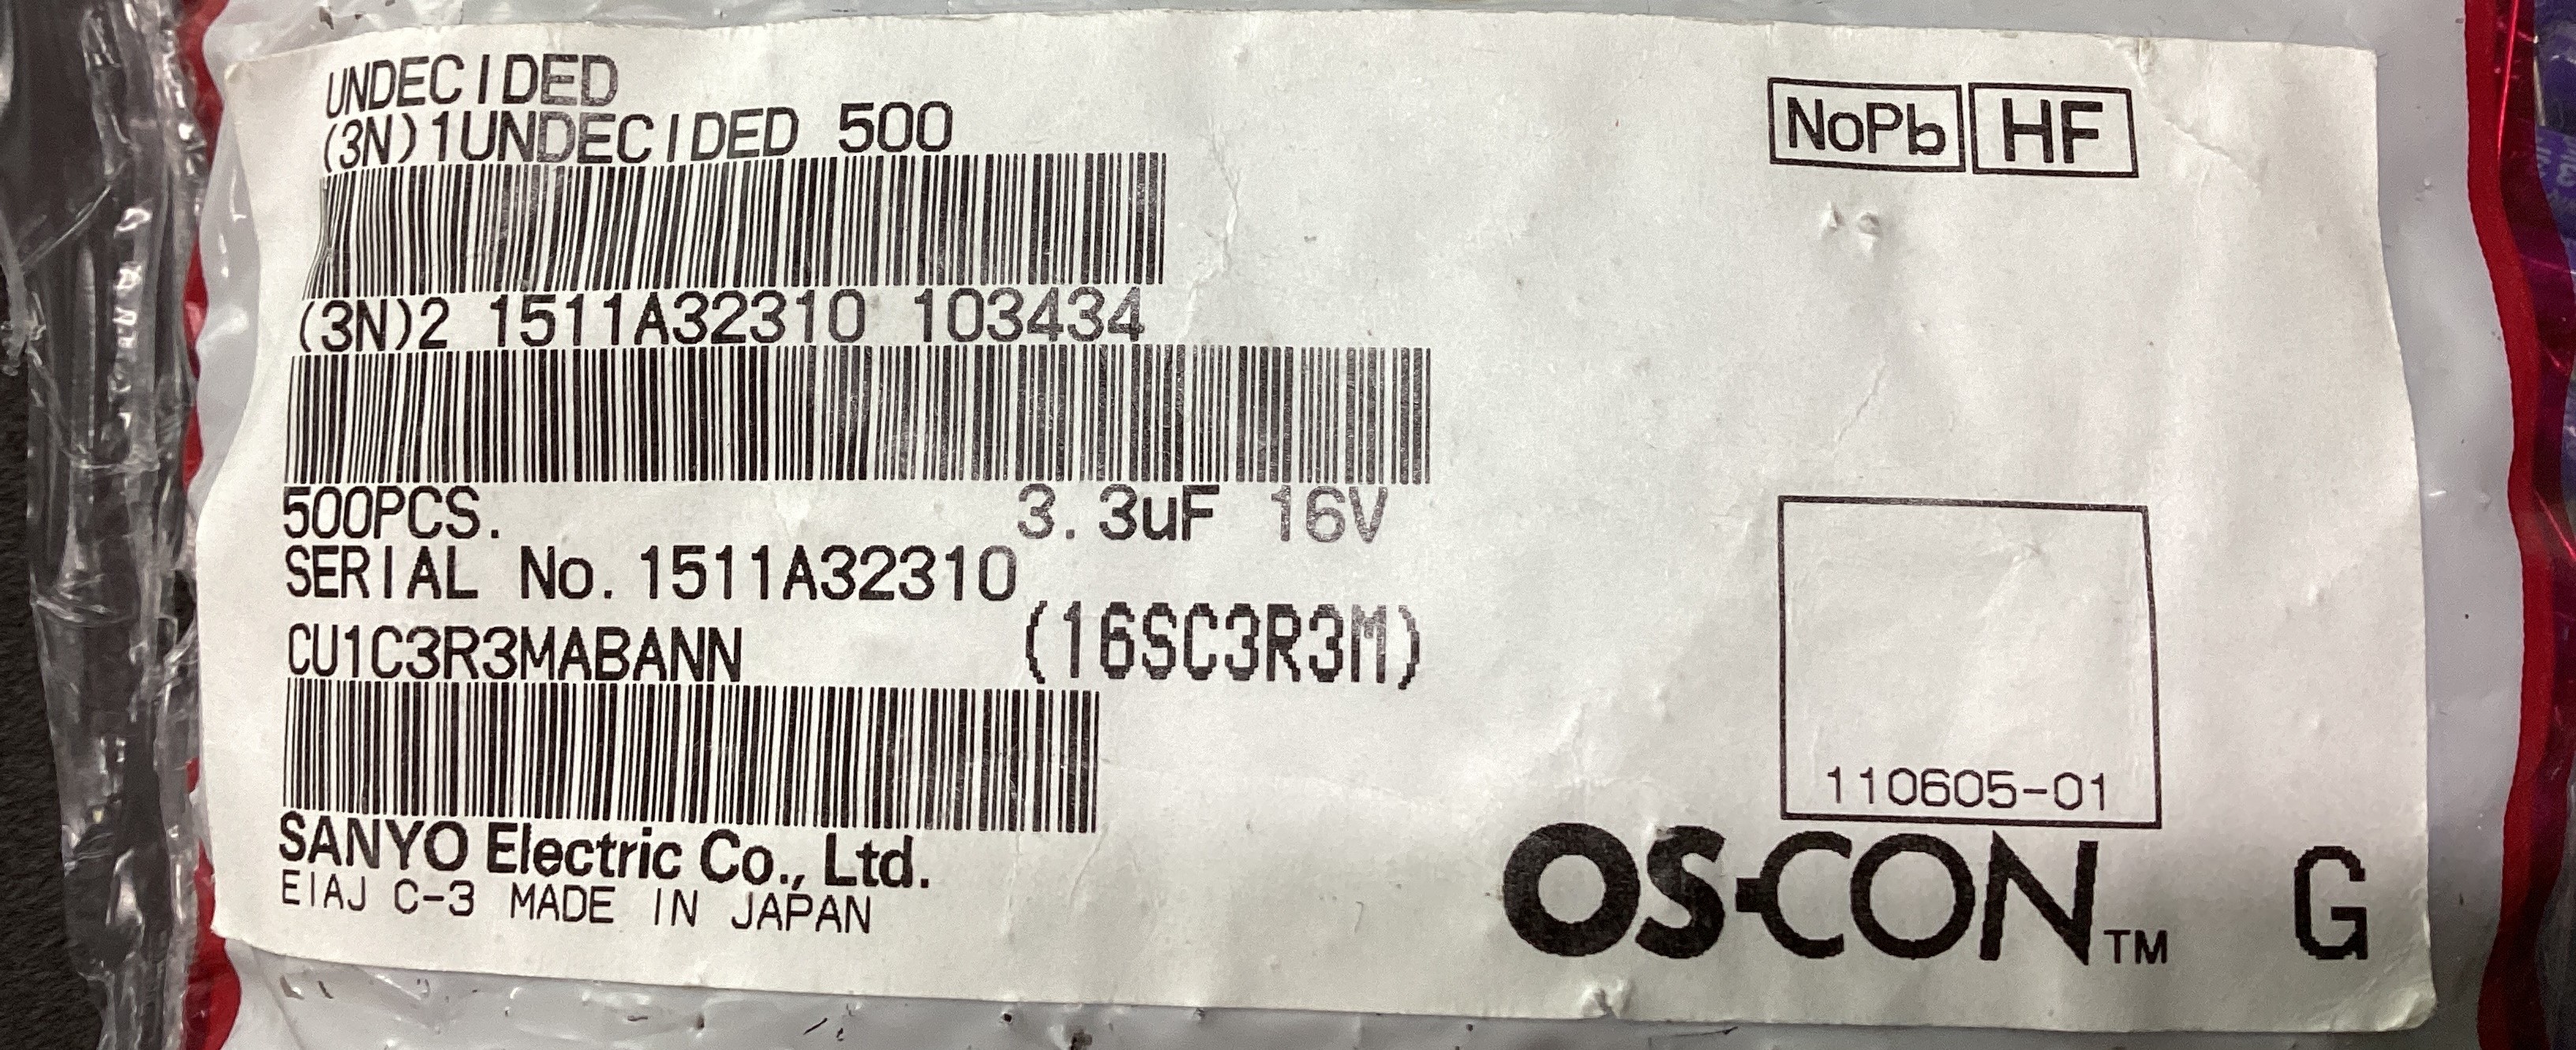 UNDECIDED
(3N)1UNDECIDED 500
NoPb HF
(3N)2 1511A32310 103434
500PCS. 3.3uF 16V
SERIAL No.1511A32310
CU1C3R3MABANN (16SC3R3M)
110605-01
SANYO Electric Co., Ltd.
EIAJ C-3 MADE IN JAPAN
OS-CON TM G